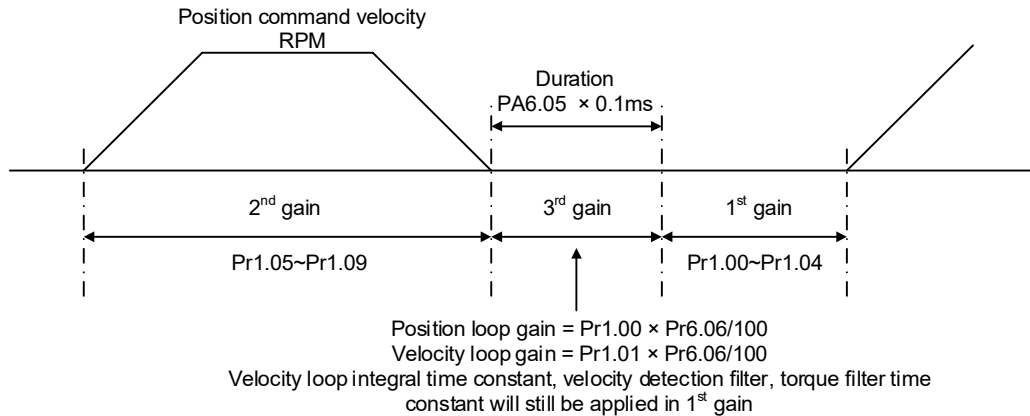 Position command velocity
RPM
Duration
PA6.05 × 0.1ms
2nd gain
3rd gain
1st gain
Pr1.05~Pr1.09
Pr1.00~Pr1.04
Position loop gain = Pr1.00 × Pr6.06/100
Velocity loop gain = Pr1.01 × Pr6.06/100
Velocity loop integral time constant, velocity detection filter, torque filter time
constant will still be applied in 1st gain